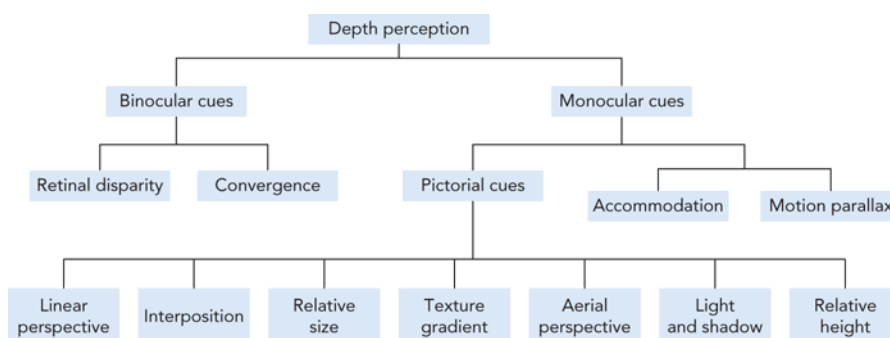 Depth perception
Binocular cues
Monocular cues
Retinal disparity
Convergence
Pictorial cues
Accommodation
Motion parallax
Linear
perspective
Interposition
Relative
size
Texture
gradient
Aerial
perspective
Light
and shadow
Relative
height